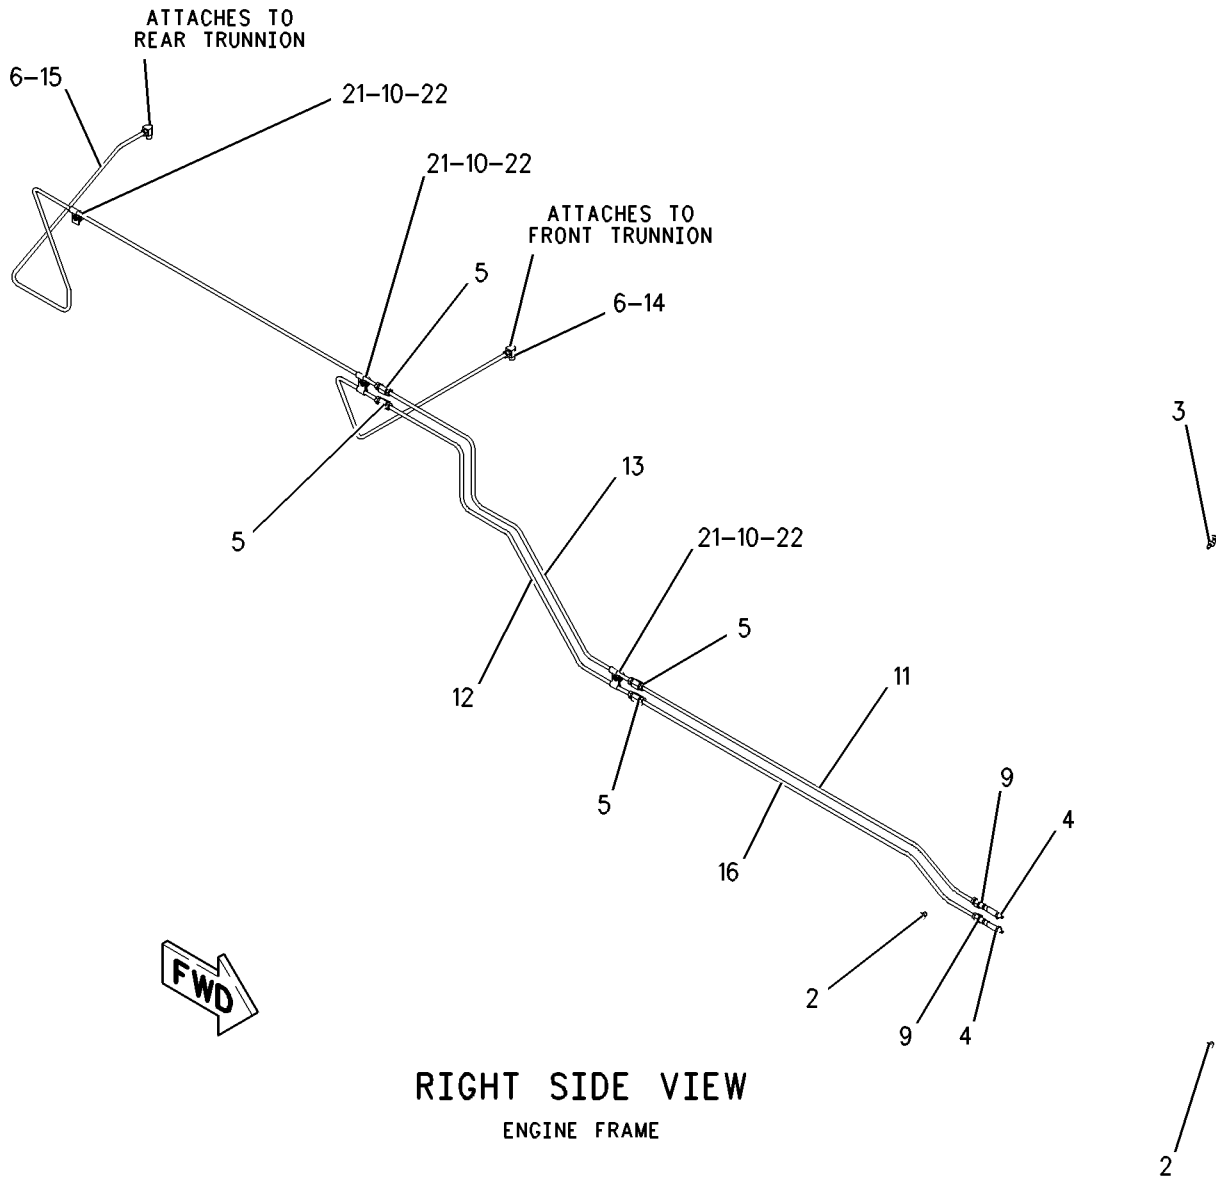 ATTACHES TO
REAR TRUNNION
6-15
21-10-22
21-10-22
ATTACHES TO
FRONT TRUNNION
5
6-14
3
13
5
21-10-22
5
12
11
5
9
4
16
2
9
4
FWD
RIGHT SIDE VIEW
ENGINE FRAME
2